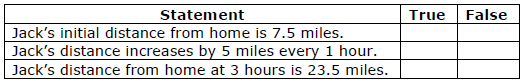 Statement True False
Jack's initial distance from home is 7.5 miles.
Jack's distance increases by 5 miles every 1 hour.
Jack's distance from home at 3 hours is 23.5 miles.